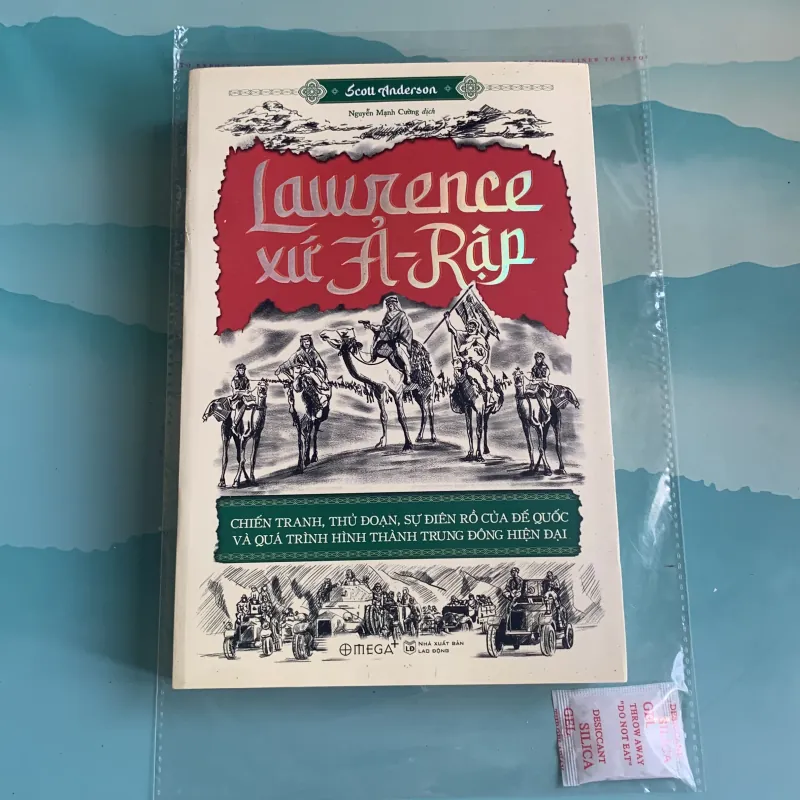 Scott Anderson
Nguyễn Mạnh Cường dịch
Lawrence
xứ Ả-Rập
CHIẾN TRANH, THỦ ĐOẠN, SỰ ĐIÊN RỒ CỦA ĐẾ QUỐC
VÀ QUÁ TRÌNH HÌNH THÀNH TRUNG ĐÔNG HIỆN ĐẠI
OMEGA+
LĐ
NHÀ XUẤT BẢN
LAO ĐỘNG
THROW AWAY
"DO NOT EAT"
DESICCANT
SILICA
GEL